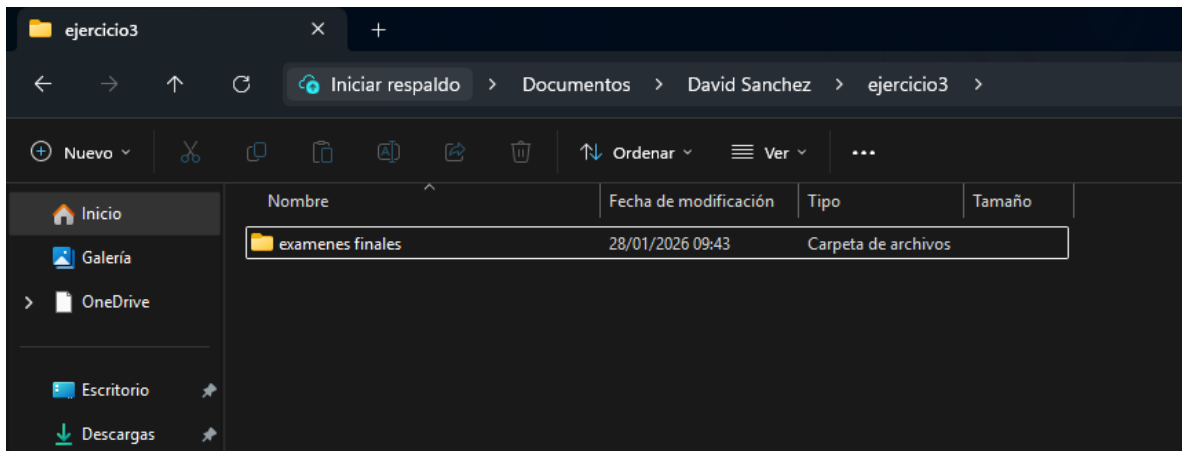 ejercicio3
Iniciar respaldo > Documentos > David Sanchez > ejercicio3 >
Nuevo Ordenar Ver ...
Nombre Fecha de modificación Tipo Tamaño
Inicio
examenes finales 28/01/2026 09:43 Carpeta de archivos
Galería
OneDrive
Escritorio
Descargas